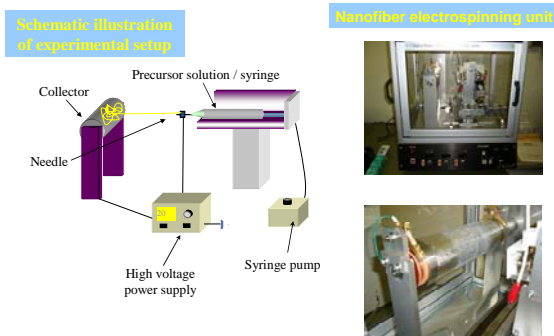 Schematic illustration
of experimental setup
Nanofiber electrospinning unit
Precursor solution / syringe
Collector
Needle
20
High voltage
power supply
Syringe pump